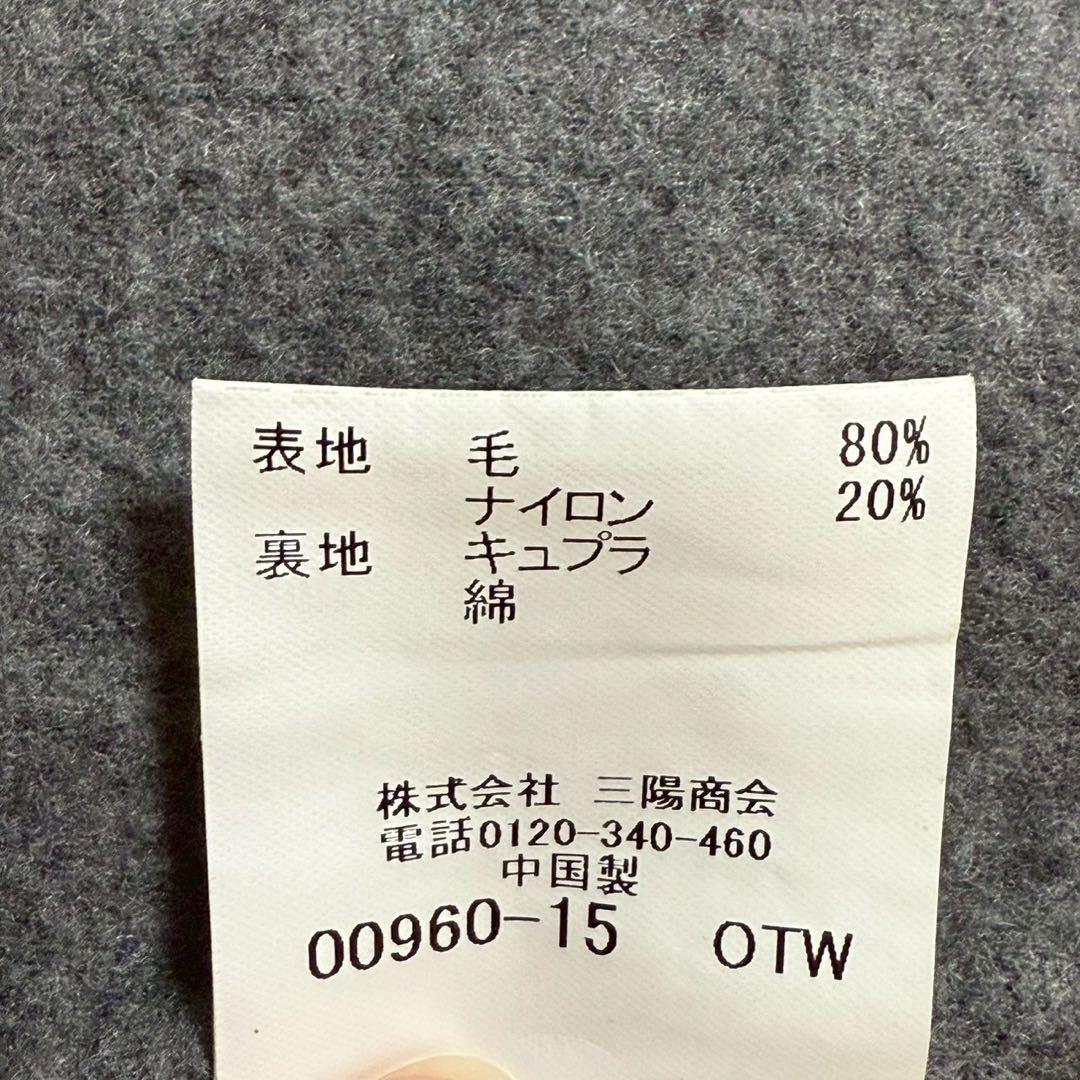 表地 毛 80%
ナイロン 20%
裏地 キュプラ
綿
株式会社 三陽商会
電話0120-340-460
中国製
00960-15 OTW